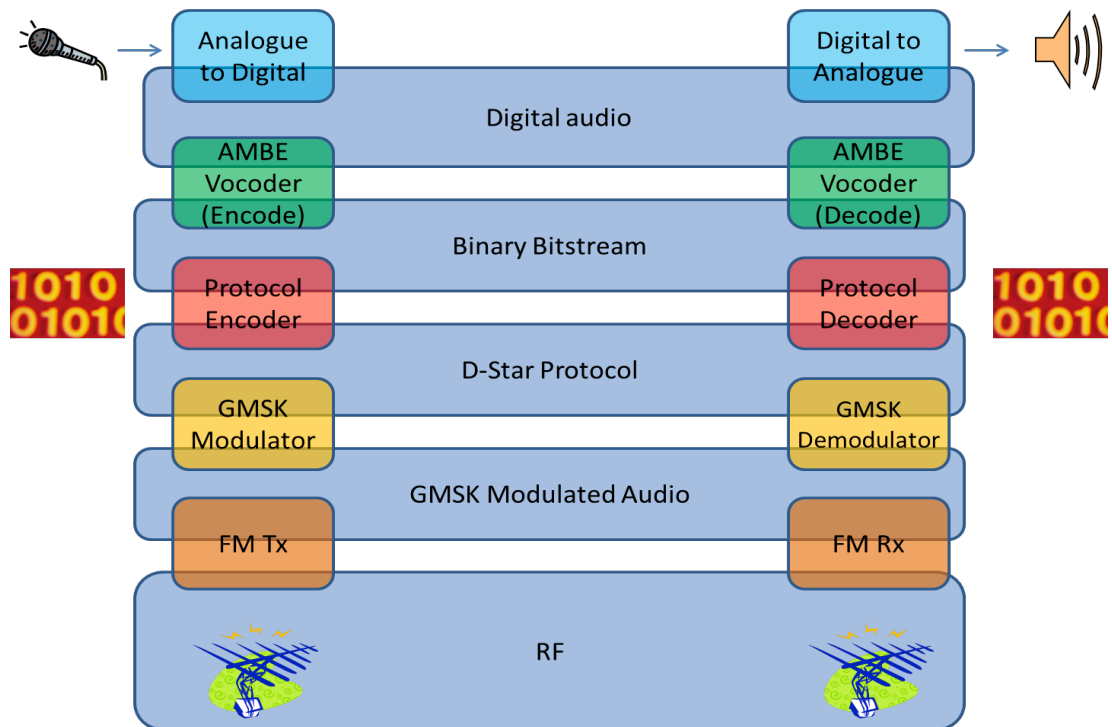 Analogue
to Digital
Digital to
Analogue
Digital audio
AMBE
Vocoder
(Encode)
AMBE
Vocoder
(Decode)
Binary Bitstream
1010
01010
Protocol
Encoder
Protocol
Decoder
1010
01010
D-Star Protocol
GMSK
Modulator
GMSK
Demodulator
GMSK Modulated Audio
FM Tx
FM Rx
RF